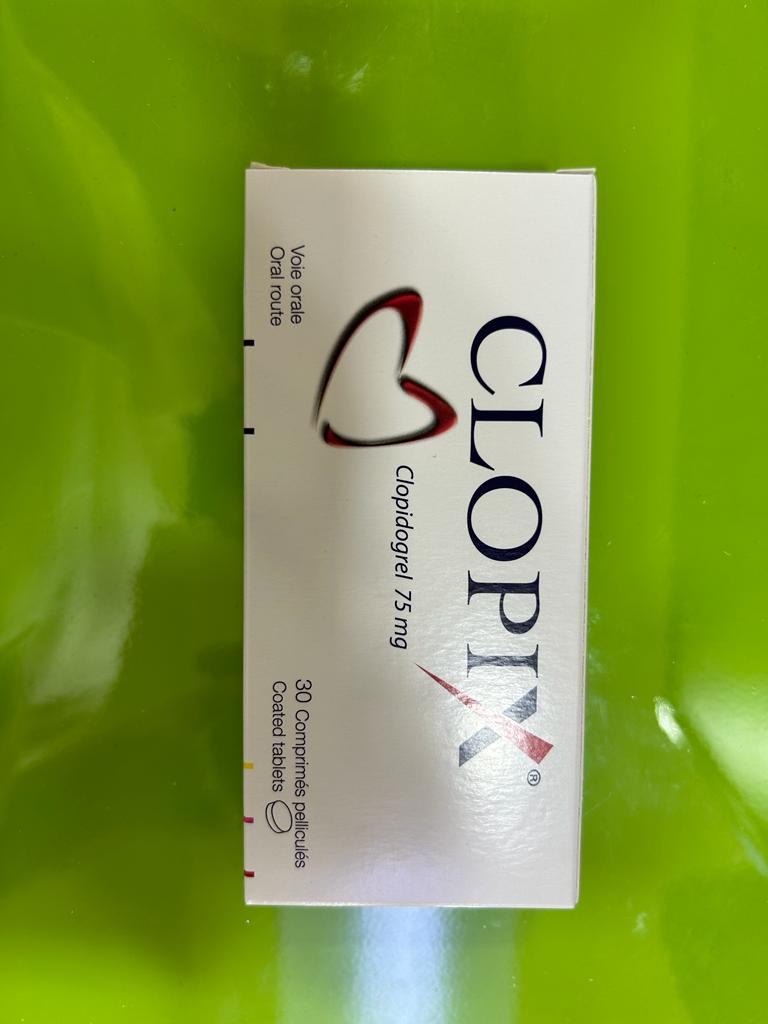 CLOPIX®
Clopidogrel 75 mg
Voie orale
Oral route
30 Comprimés pelliculés
Coated tablets